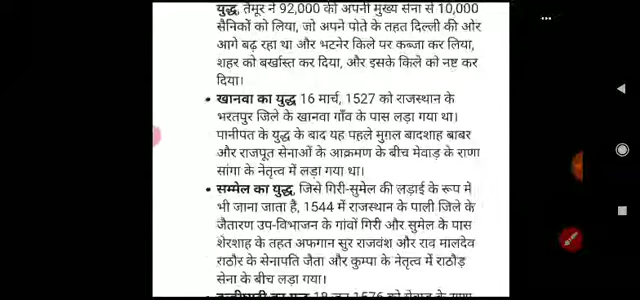 युद्ध, तैमूर ने 92,000 की अपनी मुख्य सेना से 10,000
सैनिकों को लिया, जो अपने पोते के तहत दिल्ली की ओर
आगे बढ़ रहा था और भटनेर किले पर कब्जा कर लिया,
शहर को बर्खास्त कर दिया, और इसके किले को नष्ट कर
दिया।
• खानवा का युद्ध 16 मार्च, 1527 को राजस्थान के
भरतपुर जिले के खानवा गाँव के पास लड़ा गया था।
पानीपत के युद्ध के बाद यह पहले मुग़ल बादशाह बाबर
और राजपूत सेनाओं के आक्रमण के बीच मेवाड़ के राणा
सांगा के नेतृत्व में लड़ा गया था।
• सम्मेल का युद्ध, जिसे गिरी-सुमेल की लड़ाई के रूप में
भी जाना जाता है, 1544 में राजस्थान के पाली जिले के
जैतारण उप-विभाजन के गांवों गिरी और सुमेल के पास
शेरशाह के तहत अफगान सुर राजवंश और राव मालदेव
राठौर के सेनापति जैता और कुम्पा के नेतृत्व में राठौड़
सेना के बीच लड़ा गया।